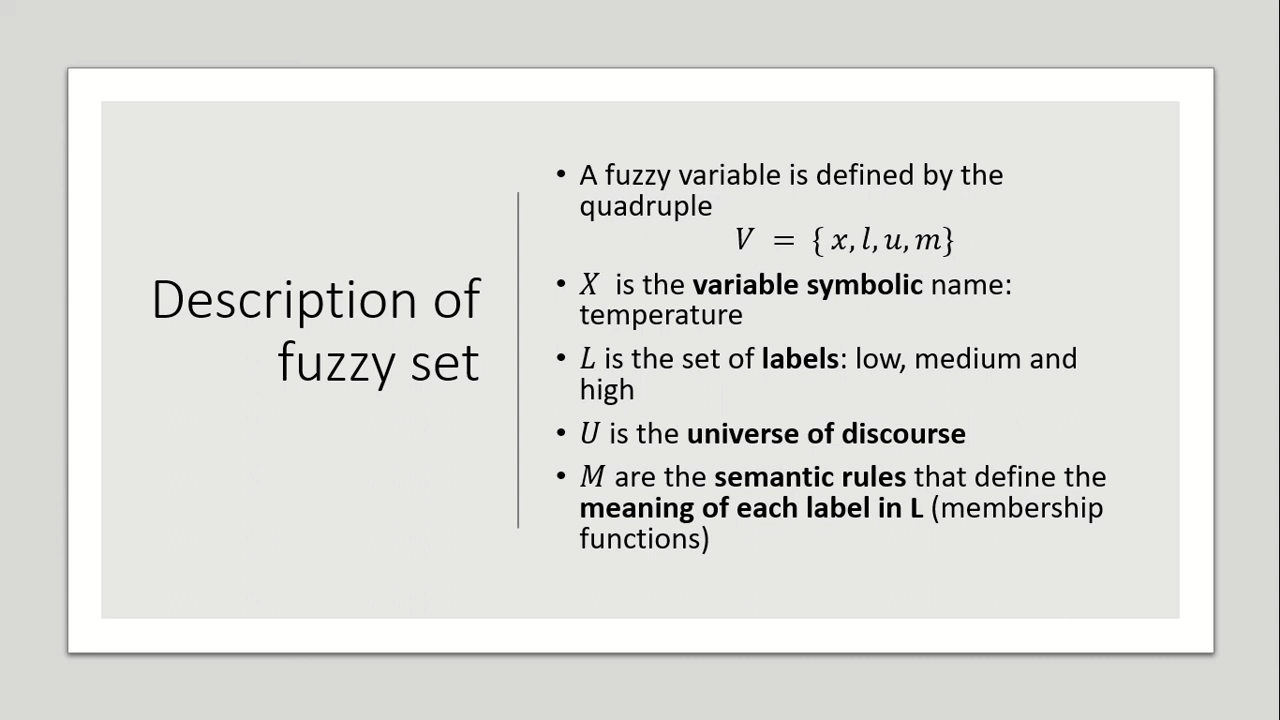 Description of
fuzzy set
• A fuzzy variable is defined by the
quadruple
V = { x, l, u, m}
• X is the variable symbolic name:
temperature
• L is the set of labels: low, medium and
high
• U is the universe of discourse
• M are the semantic rules that define the
meaning of each label in L (membership
functions)